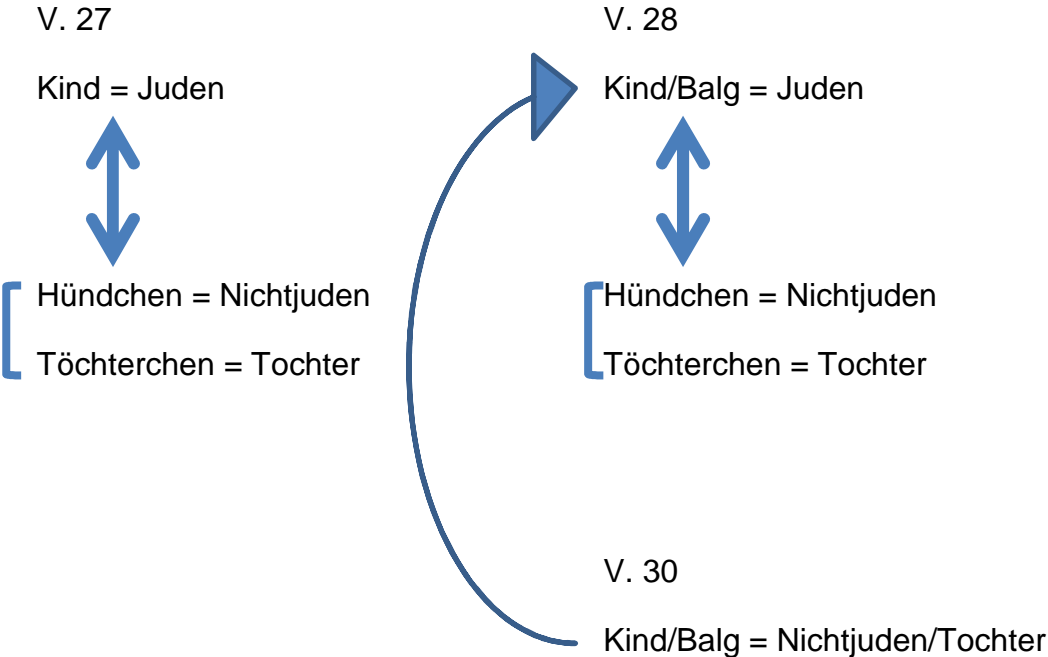 V. 27
Kind = Juden
Hündchen = Nichtjuden
Töchterchen = Tochter
V. 28
Kind/Balg = Juden
Hündchen = Nichtjuden
Töchterchen = Tochter
V. 30
Kind/Balg = Nichtjuden/Tochter